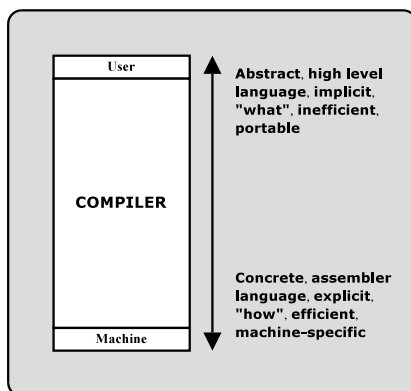 User
Abstract, high level
language, implicit,
"what", inefficient,
portable
COMPILER
Concrete, assembler
language, explicit,
"how", efficient,
machine-specific
Machine